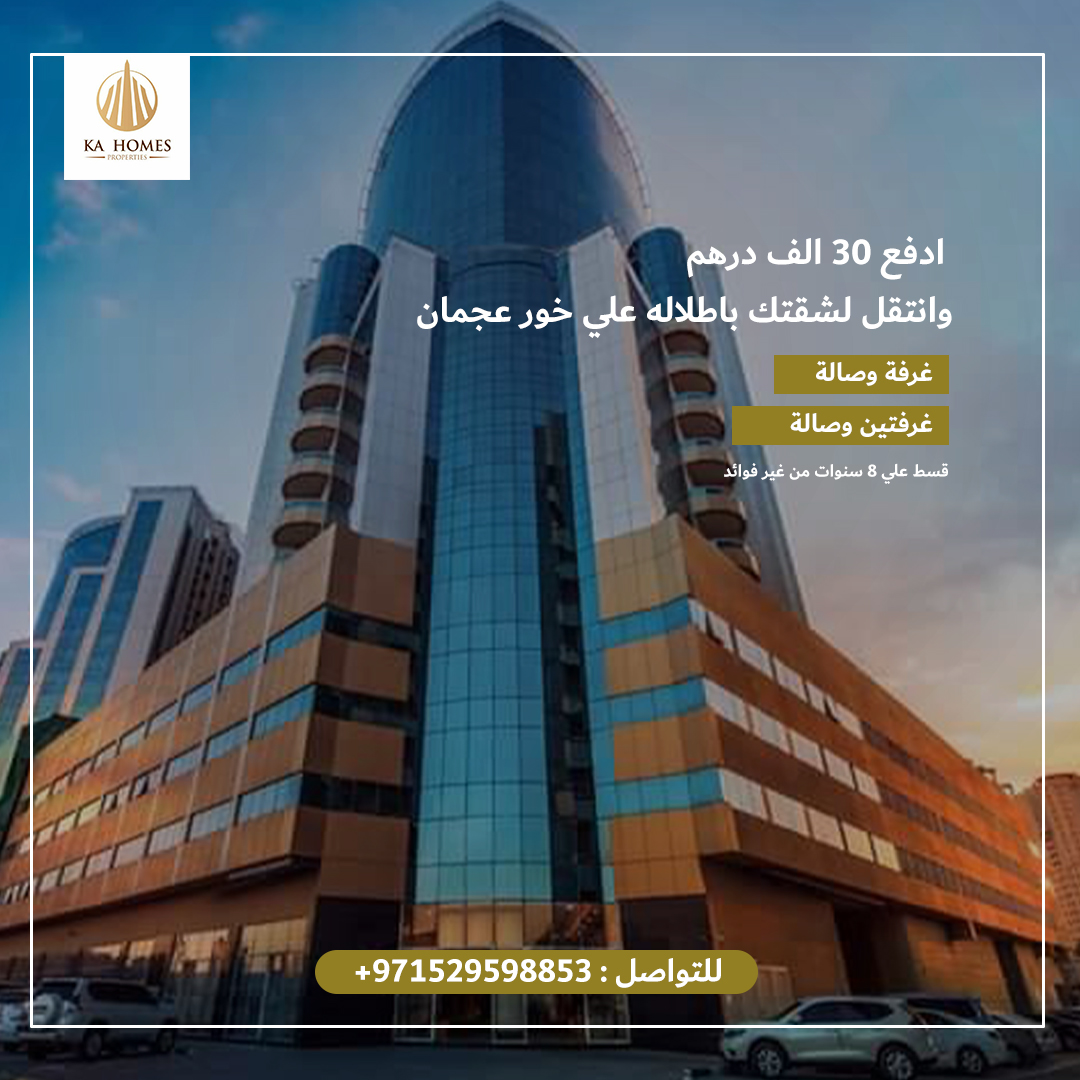 KA HOMES
PROPERTIES
ادفع 30 الف درهم
وانتقل لشقتك باطلاله علي خور عجمان
غرفة وصالة
غرفتين وصالة
قسط علي 8 سنوات من غير فوائد
للتواصل : 971529598853+